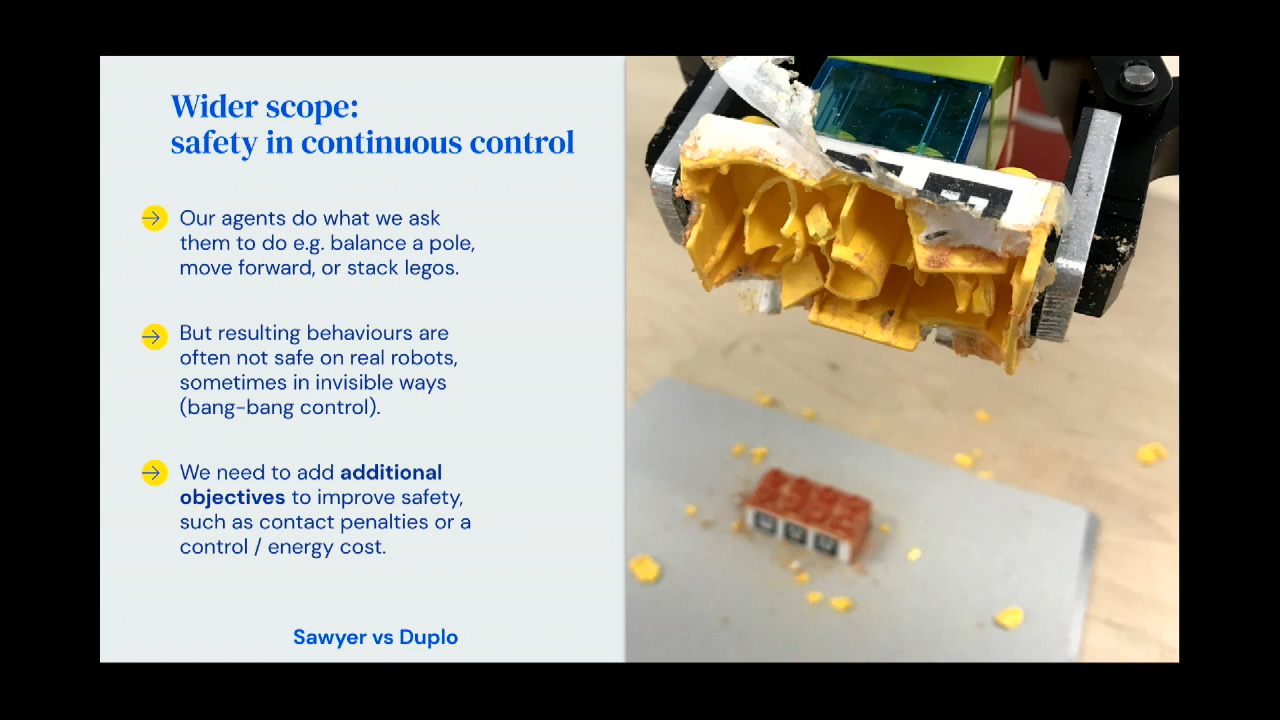 Wider scope:
safety in continuous control
Our agents do what we ask
them to do e.g. balance a pole,
move forward, or stack legos.
But resulting behaviours are
often not safe on real robots,
sometimes in invisible ways
(bang-bang control).
We need to add additional
objectives to improve safety,
such as contact penalties or a
control / energy cost.
Sawyer vs Duplo